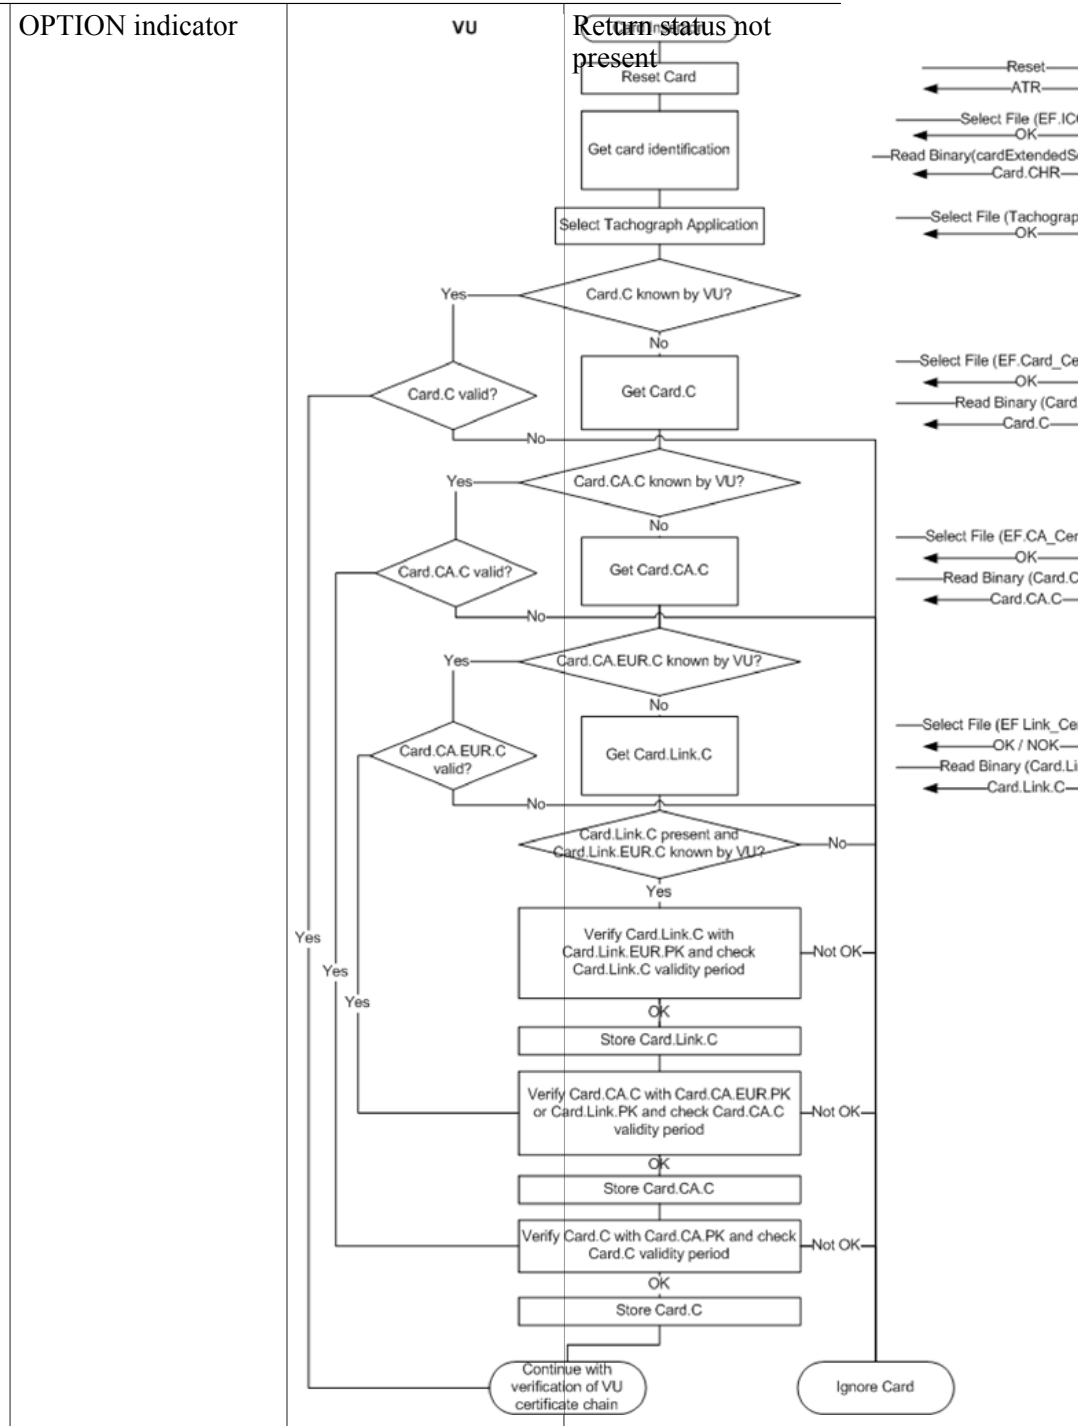 OPTION indicator
VU
Return status not
present
Reset Card
Reset
ATR
Get card identification
Select File (EF.IC
OK
Read Binary(cardExtendedSe
Card.CHR
Select Tachograph Application
Select File (Tachograp
OK
Card.C known by VU?
Yes
No
Card.C valid?
Get Card.C
Select File (EF.Card_Ce
OK
Read Binary (Card.
Card.C
No
Card.CA.C known by VU?
Yes
No
Card.CA.C valid?
Get Card.CA.C
Select File (EF.CA_Cer
OK
Read Binary (Card.C
Card.CA.C
No
Card.CA.EUR.C known by VU?
Yes
No
Card.CA.EUR.C
valid?
Get Card.Link.C
Select File (EF Link_Cer
OK / NOK
Read Binary (Card.Li
Card.Link.C
No
Card.Link.C present and
Card.Link.EUR.C known by VU?
No
Yes
Verify Card.Link.C with
Card.Link.EUR.PK and check
Card.Link.C validity period
Not OK
Yes
Yes
Yes
OK
Store Card.Link.C
Verify Card.CA.C with Card.CA.EUR.PK
or Card.Link.PK and check Card.CA.C
validity period
Not OK
OK
Store Card.CA.C
Verify Card.C with Card.CA.PK and check
Card.C validity period
Not OK
OK
Store Card.C
Continue with
verification of VU
certificate chain
Ignore Card